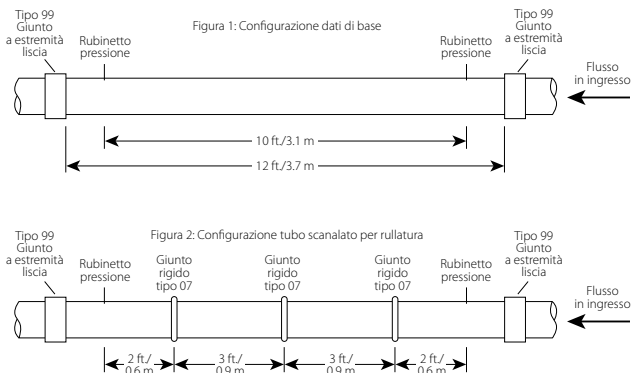 Figura 1: Configurazione dati di base
Tipo 99
Giunto
a estremità
liscia
Rubinetto
pressione
Rubinetto
pressione
Tipo 99
Giunto
a estremità
liscia
Flusso
in ingresso
10 ft./3.1 m
12 ft./3.7 m
Figura 2: Configurazione tubo scanalato per rullatura
Tipo 99
Giunto
a estremità
liscia
Rubinetto
pressione
Giunto
rigido
tipo 07
Giunto
rigido
tipo 07
Giunto
rigido
tipo 07
Rubinetto
pressione
Tipo 99
Giunto
a estremità
liscia
Flusso
in ingresso
2 ft./
0.6 m
3 ft./
0.9 m
3 ft./
0.9 m
2 ft./
0.6 m